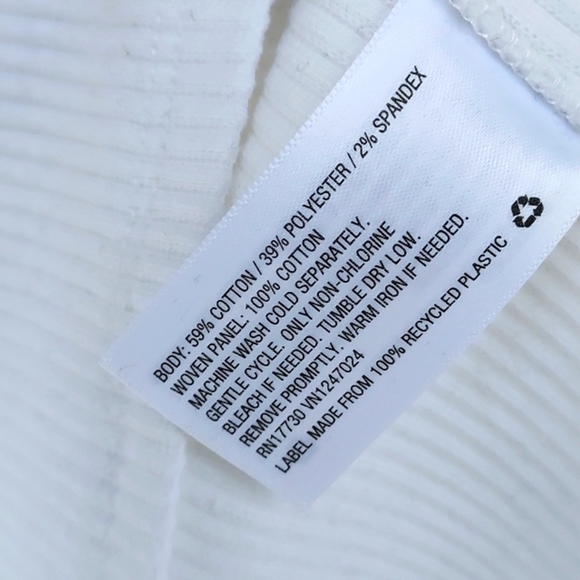 BODY: 59% COTTON / 39% POLYESTER / 2% SPANDEX
WOVEN PANEL: 100% COTTON
MACHINE WASH COLD SEPARATELY.
GENTLE CYCLE. ONLY NON-CHLORINE
BLEACH IF NEEDED. TUMBLE DRY LOW.
REMOVE PROMPTLY. WARM IRON IF NEEDED.
RN17730 VN1247024
LABEL MADE FROM 100% RECYCLED PLASTIC